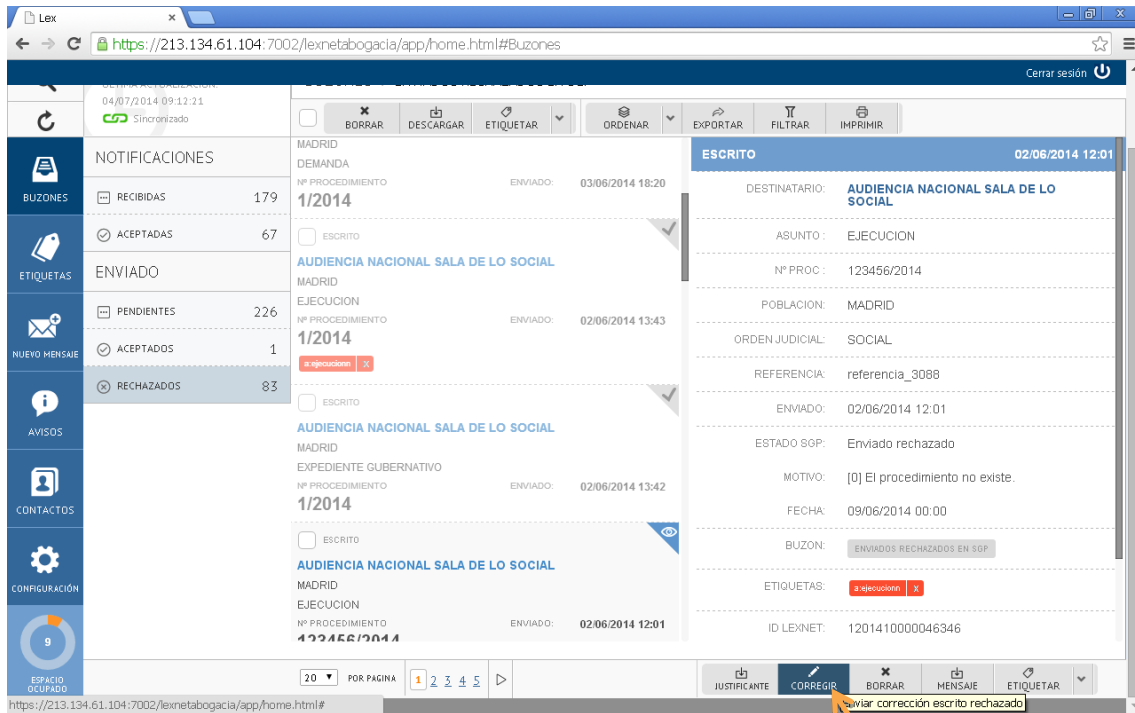 Lex
https://213.134.61.104:7002/lexnetabogacia/app/home.html#Buzones
Cerrar sesión
04/07/2014 09:12:21
Sincronizado
BORRAR DESCARGAR ETIQUETAR ORDENAR EXPORTAR FILTRAR IMPRIMIR
BUZONES
ETIQUETAS
NUEVO MENSAJE
AVISOS
CONTACTOS
CONFIGURACIÓN
9
ESPACIO
OCUPADO
NOTIFICACIONES
RECIBIDAS 179
ACEPTADAS 67
ENVIADO
PENDIENTES 226
ACEPTADOS 1
RECHAZADOS 83
MADRID
DEMANDA
Nº PROCEDIMIENTO ENVIADO: 03/06/2014 18:20
1/2014
ESCRITO
AUDIENCIA NACIONAL SALA DE LO SOCIAL
MADRID
EJECUCION
Nº PROCEDIMIENTO ENVIADO: 02/06/2014 13:43
1/2014
a:ejecucionn X
ESCRITO
AUDIENCIA NACIONAL SALA DE LO SOCIAL
MADRID
EXPEDIENTE GUBERNATIVO
Nº PROCEDIMIENTO ENVIADO: 02/06/2014 13:42
1/2014
ESCRITO
AUDIENCIA NACIONAL SALA DE LO SOCIAL
MADRID
EJECUCION
Nº PROCEDIMIENTO ENVIADO: 02/06/2014 12:01
123456/2014
ESCRITO 02/06/2014 12:01
DESTINATARIO: AUDIENCIA NACIONAL SALA DE LO
SOCIAL
ASUNTO : EJECUCION
Nº PROC : 123456/2014
POBLACION: MADRID
ORDEN JUDICIAL: SOCIAL
REFERENCIA: referencia_3088
ENVIADO: 02/06/2014 12:01
ESTADO SGP: Enviado rechazado
MOTIVO: [0] El procedimiento no existe.
FECHA: 09/06/2014 00:00
BUZON: ENVIADOS RECHAZADOS EN SGP
ETIQUETAS: a:ejecucionn X
ID LEXNET: 1201410000046346
20 POR PAGINA 1 2 3 4 5
JUSTIFICANTE CORREGIR BORRAR MENSAJE ETIQUETAR
https://213.134.61.104:7002/lexnetabogacia/app/home.html#
corrección escrito rechazado